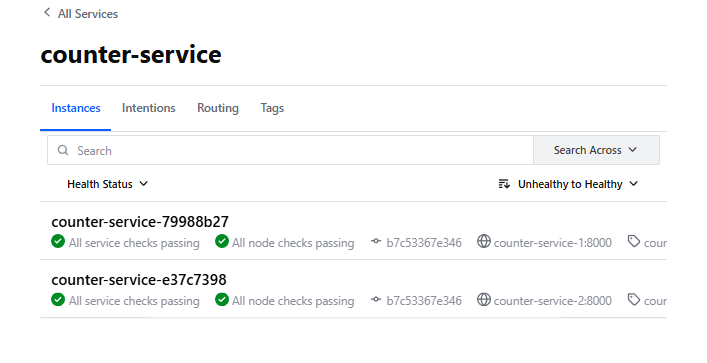 All Services
counter-service
Instances Intentions Routing Tags
Search Search Across
Health Status Unhealthy to Healthy
counter-service-79988b27
All service checks passing All node checks passing b7c53367e346 counter-service-1:8000 cour
counter-service-e37c7398
All service checks passing All node checks passing b7c53367e346 counter-service-2:8000 cour